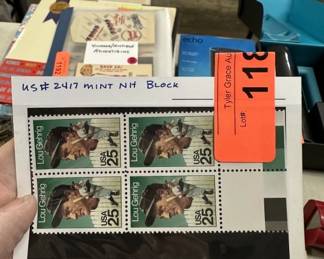 echo
Tyler Grace Au
Lot#
118
US# 2417 MINT NH BLOCK
Lou Gehrig
USA
25
Lou Gehrig
USA
25
Lou Gehrig
USA
25
Lou Gehrig
USA
25